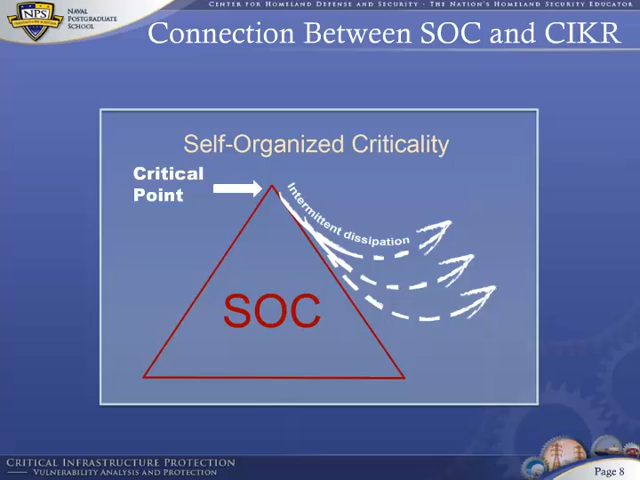 Center for Homeland Defense and Security • The Nation's Homeland Security Educator
NPS
Naval
Postgraduate
School
Connection Between SOC and CIKR
Self-Organized Criticality
Critical
Point
Intermittent dissipation
SOC
Critical Infrastructure Protection
Vulnerability Analysis and Protection
Page 8